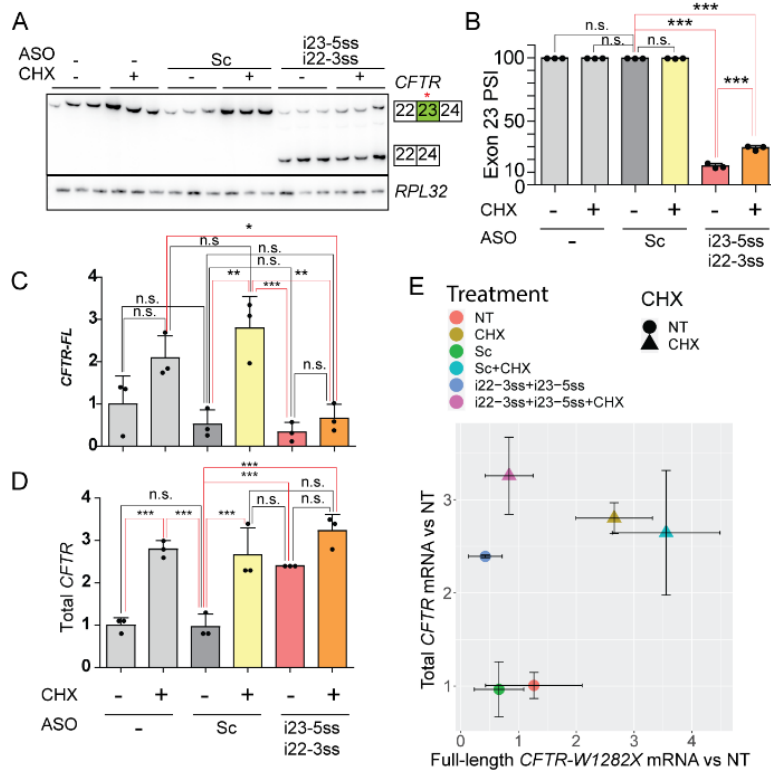 A
ASO - - Sc i23-5ss
i22-3ss
CHX - + - + - +
CFTR
*
22 23 24
22 24
RPL32
B
***
***
n.s. n.s. n.s.
***
Exon 23 PSI
100
50
10
0
CHX - + - + - +
ASO - Sc i23-5ss
i22-3ss
C
*
n.s
n.s.
n.s.
n.s. ** *** **
n.s.
n.s.
CFTR-FL
4
3
2
1
0
D
***
***
n.s. n.s.
*** *** *** n.s. n.s.
Total CFTR
4
3
2
1
0
CHX - + - + - +
ASO - Sc i23-5ss
i22-3ss
E
Treatment
NT
CHX
Sc
Sc+CHX
i22-3ss+i23-5ss
i22-3ss+i23-5ss+CHX
CHX
NT
CHX
Total CFTR mRNA vs NT
3
2
1
0 1 2 3 4
Full-length CFTR-W1282X mRNA vs NT